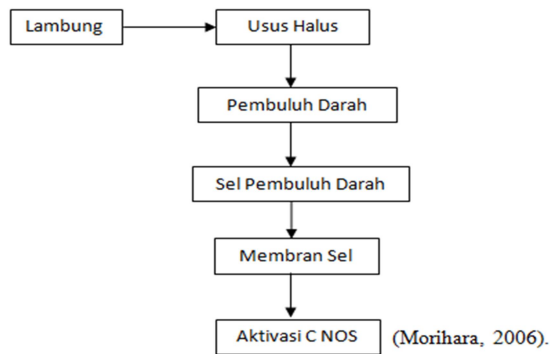 Lambung
Usus Halus
Pembuluh Darah
Sel Pembuluh Darah
Membran Sel
Aktivasi C NOS
(Morihara, 2006).